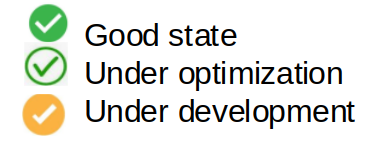 Good state
Under optimization
Under development